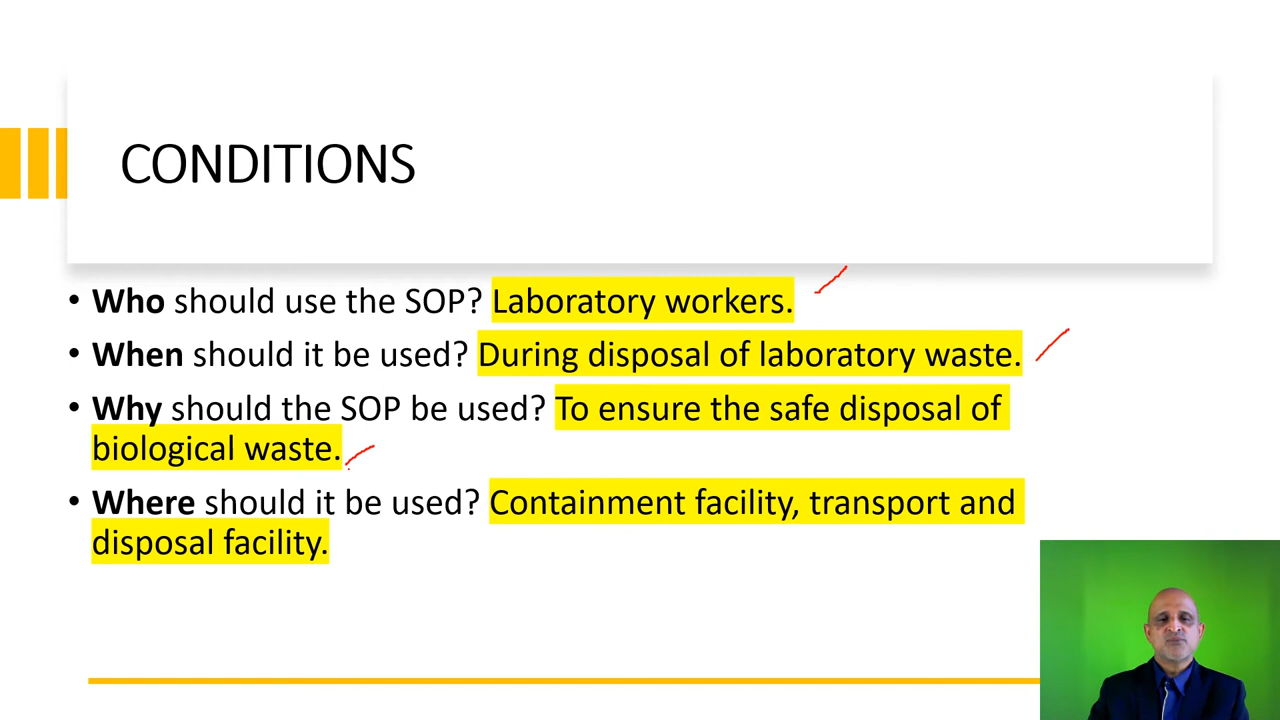 CONDITIONS
• Who should use the SOP? Laboratory workers.
• When should it be used? During disposal of laboratory waste.
• Why should the SOP be used? To ensure the safe disposal of
biological waste.
• Where should it be used? Containment facility, transport and
disposal facility.